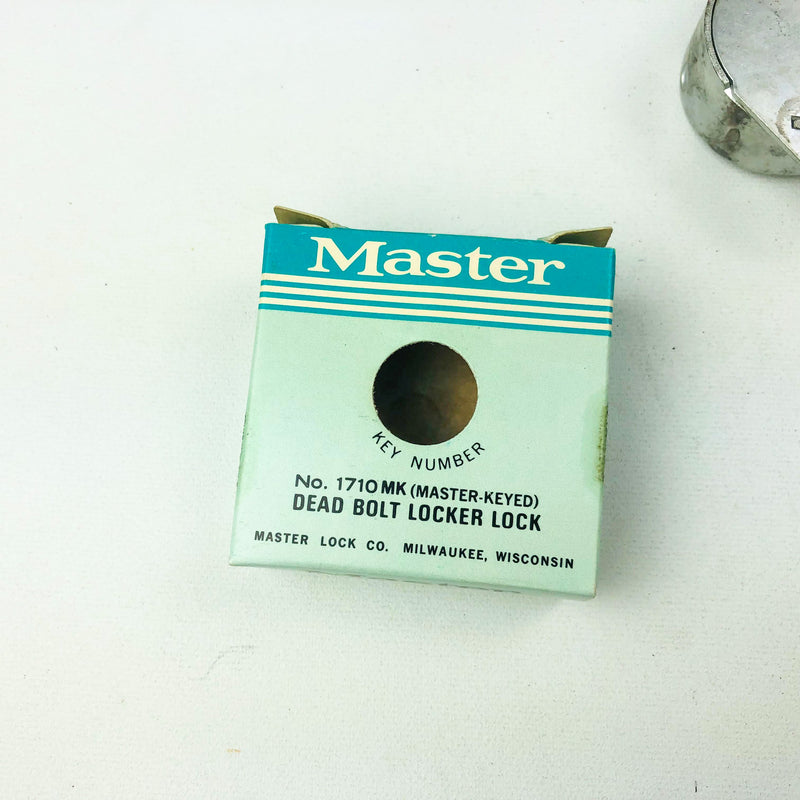 Master
KEY NUMBER
No. 1710 MK (MASTER-KEYED)
DEAD BOLT LOCKER LOCK
MASTER LOCK CO. MILWAUKEE, WISCONSIN